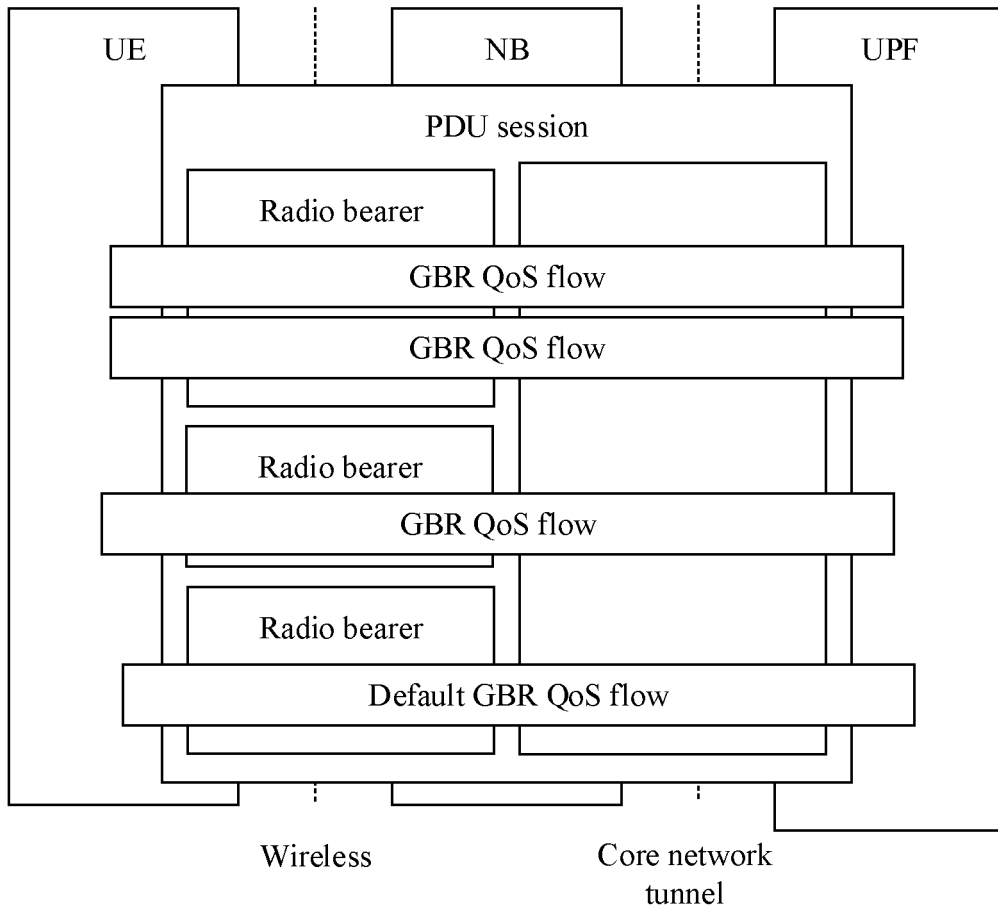 UE
NB
UPF
PDU session
Radio bearer
GBR QoS flow
GBR QoS flow
Radio bearer
GBR QoS flow
Radio bearer
Default GBR QoS flow
Wireless
Core network
tunnel